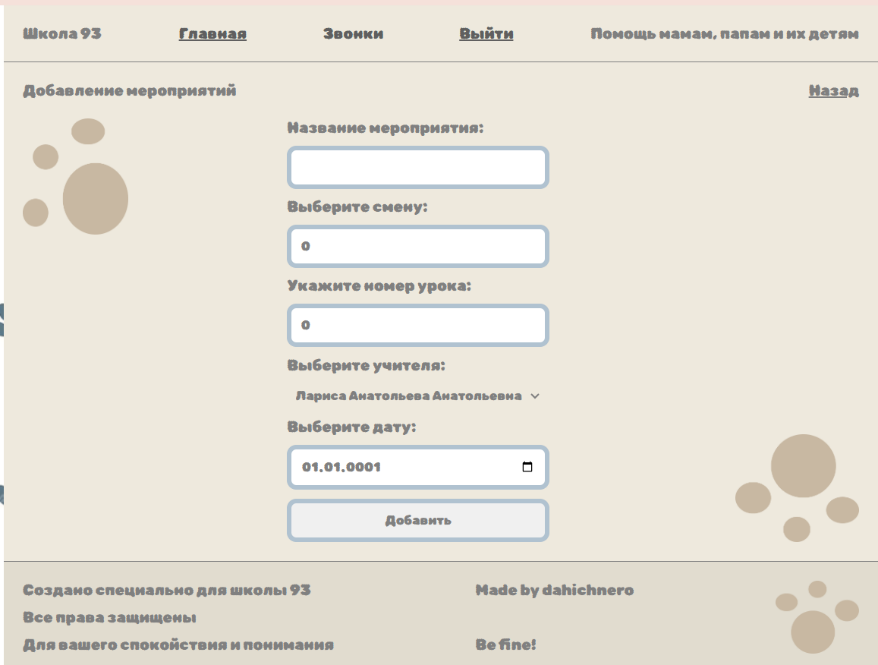 Школа 93 Главная Звонки Выйти Помощь мамам, папам и их детям
Добавление мероприятий Назад
Название мероприятия:
Выберите смену:
0
Укажите номер урока:
0
Выберите учителя:
Лариса Анатольева Анатольевна
Выберите дату:
01.01.0001
Добавить
Создано специально для школы 93 Made by dahichnero
Все права защищены
Для вашего спокойствия и понимания Be fine!